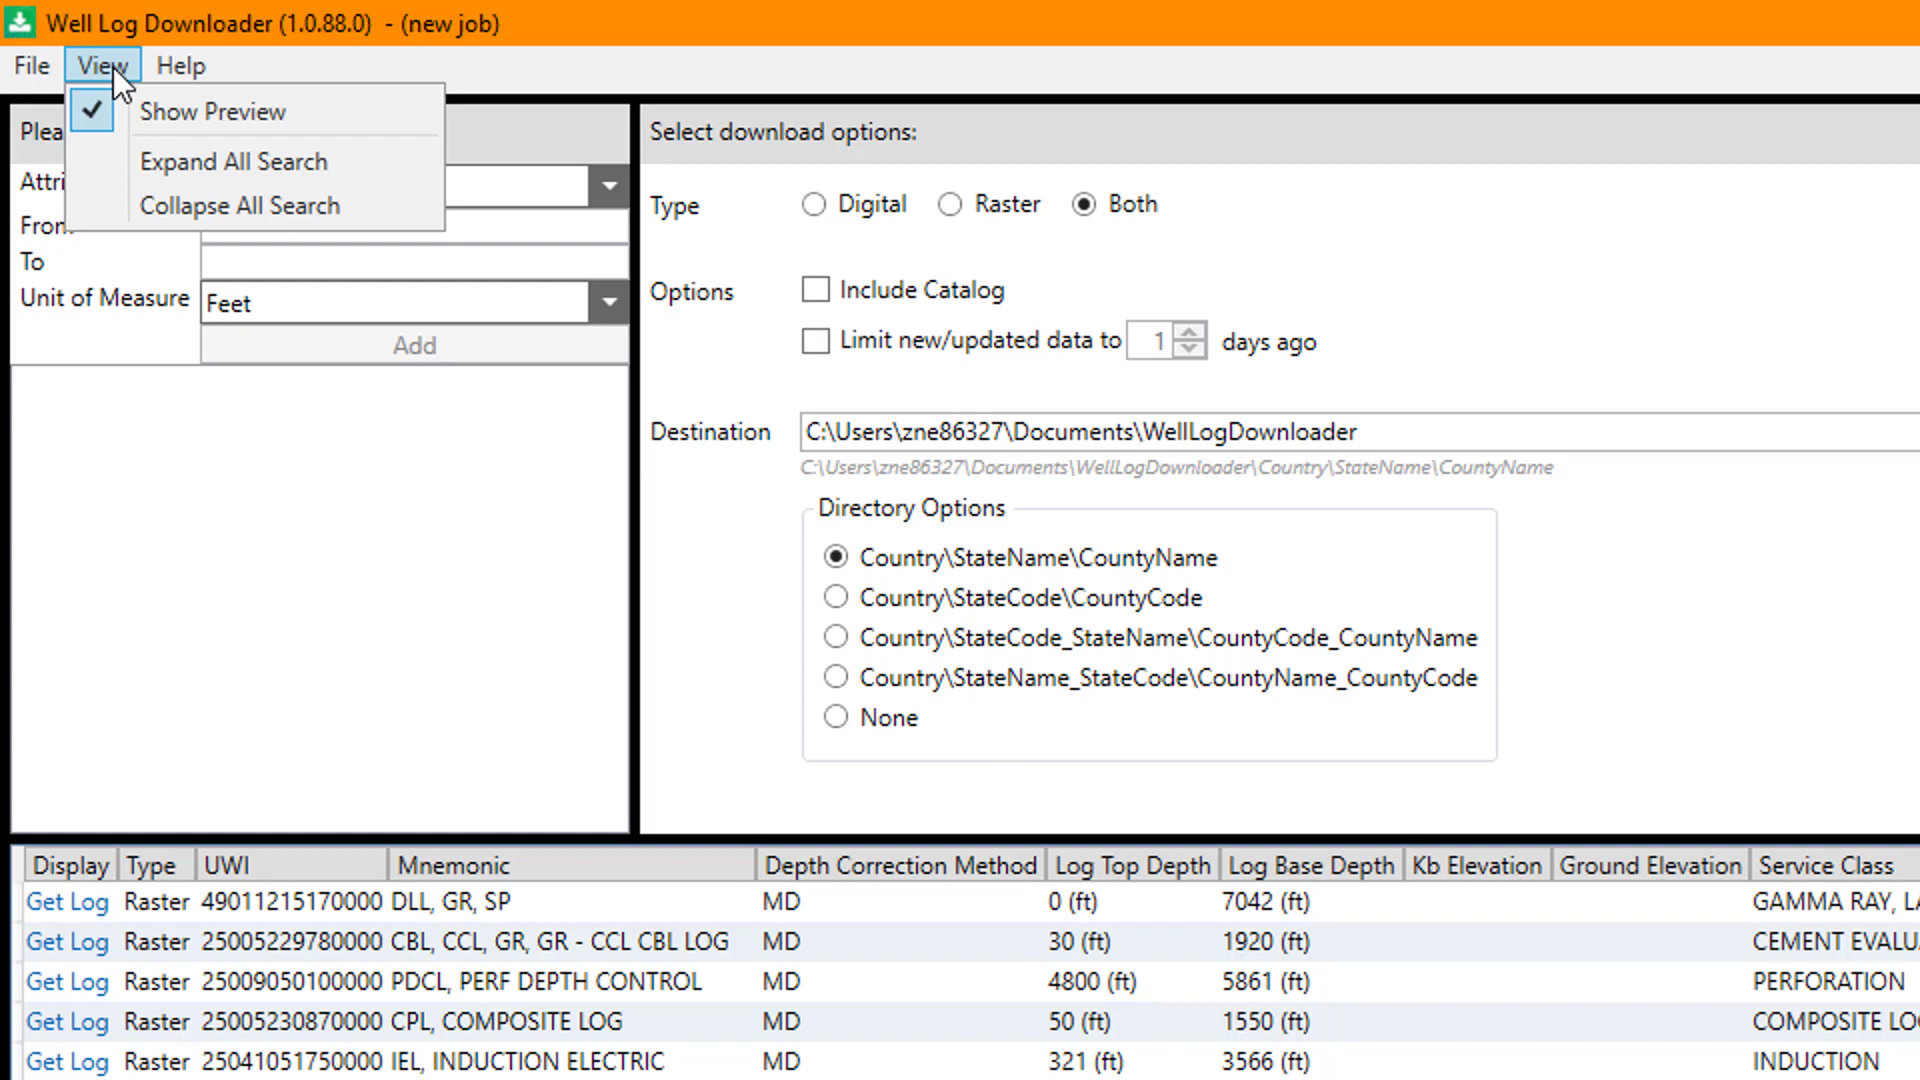 Well Log Downloader (1.0.88.0) - (new job)
File View Help
Show Preview
Expand All Search
Collapse All Search
Plea
Attri
From
To
Unit of Measure Feet
Add
Select download options:
Type Digital Raster Both
Options Include Catalog
Limit new/updated data to 1 days ago
Destination C:\Users\zne86327\Documents\WellLogDownloader
C:\Users\zne86327\Documents\WellLogDownloader\Country\StateName\CountyName
Directory Options
Country\StateName\CountyName
Country\StateCode\CountyCode
Country\StateCode_StateName\CountyCode_CountyName
Country\StateName_StateCode\CountyName_CountyCode
None
Display Type UWI Mnemonic Depth Correction Method Log Top Depth Log Base Depth Kb Elevation Ground Elevation Service Class
Get Log Raster 49011215170000 DLL, GR, SP MD 0 (ft) 7042 (ft) GAMMA RAY, LA
Get Log Raster 25005229780000 CBL, CCL, GR, GR - CCL CBL LOG MD 30 (ft) 1920 (ft) CEMENT EVALUA
Get Log Raster 25009050100000 PDCL, PERF DEPTH CONTROL MD 4800 (ft) 5861 (ft) PERFORATION
Get Log Raster 25005230870000 CPL, COMPOSITE LOG MD 50 (ft) 1550 (ft) COMPOSITE LO
Get Log Raster 25041051750000 IEL, INDUCTION ELECTRIC MD 321 (ft) 3566 (ft) INDUCTION